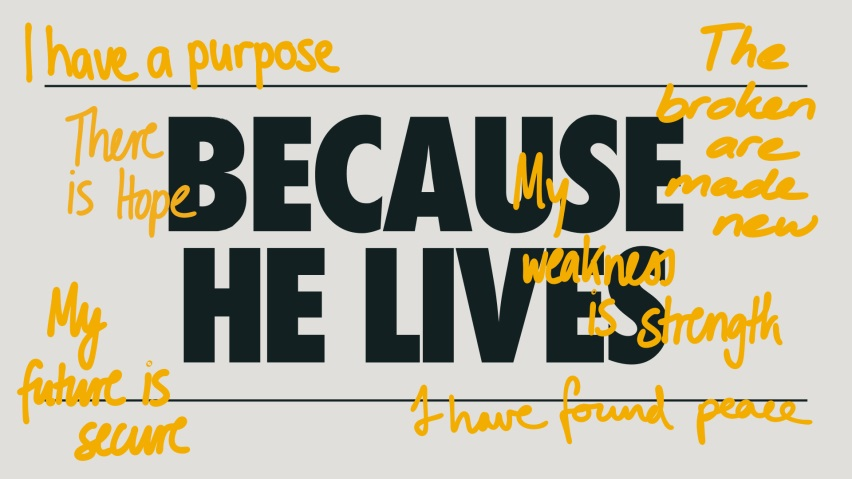 I have a purpose
The
broken
are
made
new
There
is Hope
BECAUSE
HE LIVES
My
weakness
is strength
My
future is
secure
I have found peace